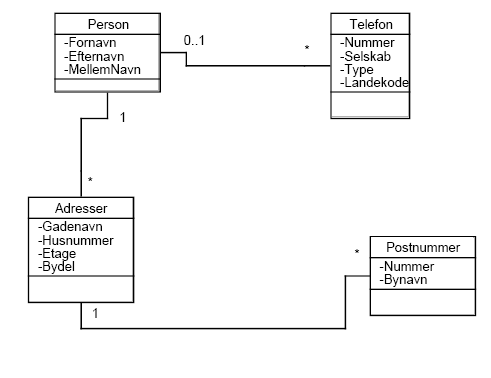 Person
-Fornavn
-Efternavn
-MellemNavn
0..1
*
Telefon
-Nummer
-Selskab
-Type
-Landekode
1
*
Adresser
-Gadenavn
-Husnummer
-Etage
-Bydel
1
*
Postnummer
-Nummer
-Bynavn